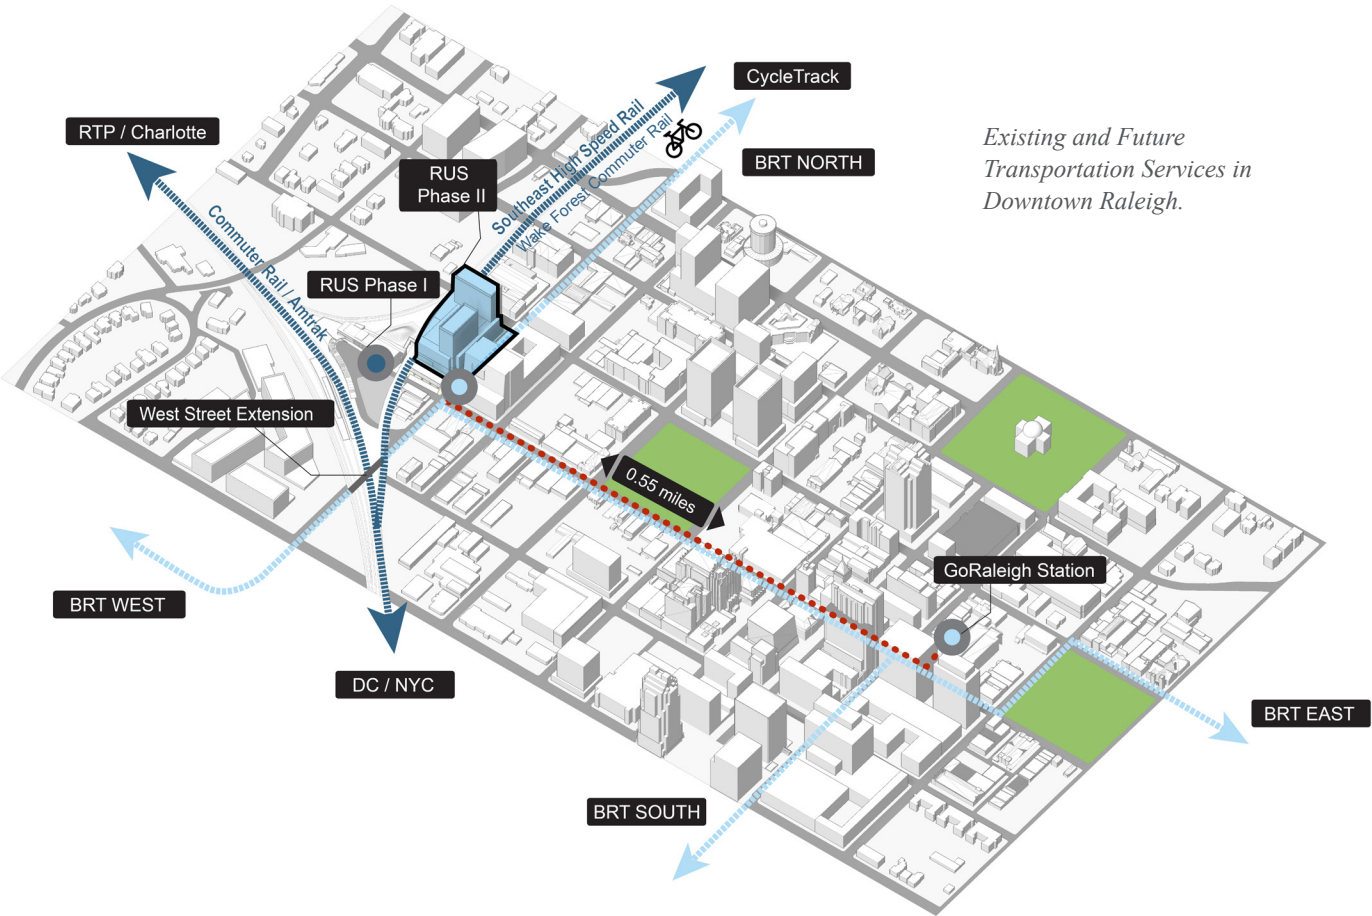 CycleTrack
RTP / Charlotte
Existing and Future
Transportation Services in
Downtown Raleigh.
BRT NORTH
RUS
Phase II
Southeast High Speed Rail
Wake Forest Commuter Rail
Commuter Rail / Amtrak
RUS Phase I
West Street Extension
0.55 miles
GoRaleigh Station
BRT WEST
DC / NYC
BRT EAST
BRT SOUTH